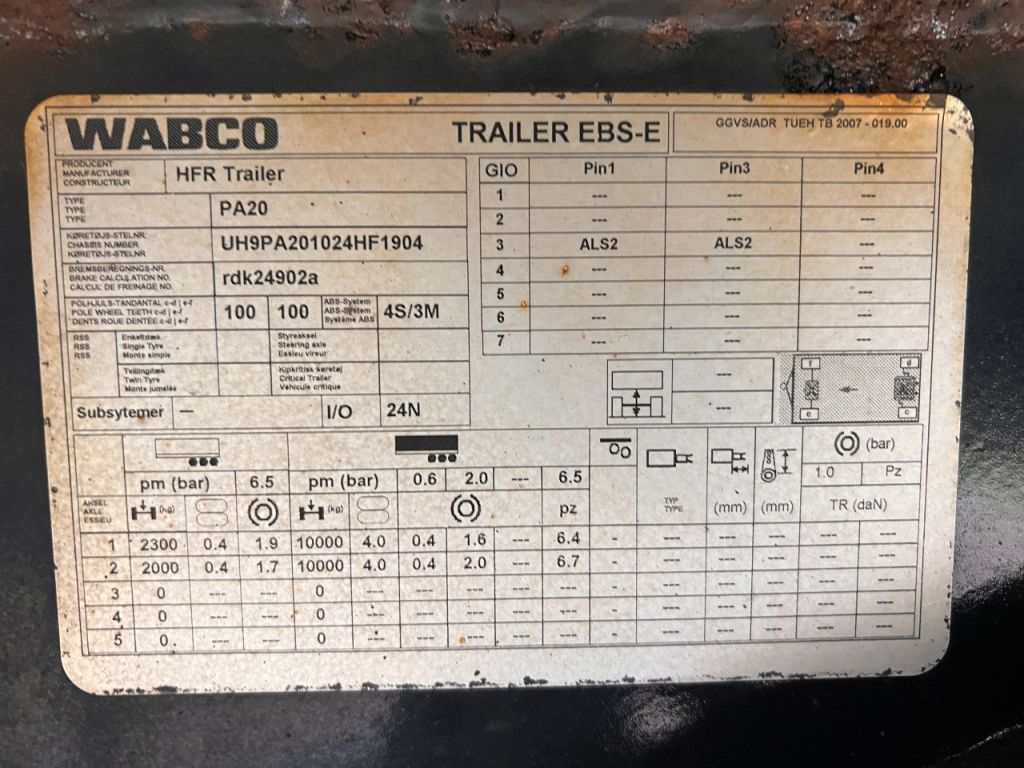 WABCO TRAILER EBS-E GGVS/ADR TUEH TB 2007 - 019.00
PRODUCENT
MANUFACTURER
CONSTRUCTEUR
HFR Trailer
TYPE
TYPE
TYPE
PA20
KØRETØJS-STELNR
CHASSIS NUMBER
KØRETØJS-STELNR
UH9PA201024HF1904
BREMSBEREGNINGS-NR.
BRAKE CALCULATION NO.
CALCUL DE FREINAGE NO.
rdk24902a
POLHJULS-TANDANTAL c-d | e-f
POLE WHEEL TEETH c-d | e-f
DENTS ROUE DENTÉE c-d | e-f
100 100
ABS-System
ABS-System
Système ABS
4S/3M
RSS
RSS
RSS
Enkeltdæk
Single Tyre
Monte simple
Styreaksel
Steering axle
Essieu vireur
Tvillingdæk
Twin Tyre
Monte jumelée
Kipkritisk køretøj
Critical Trailer
Vehicule critique
Subsytemer — I/O 24N
GIO Pin1 Pin3 Pin4
1 --- --- ---
2 --- --- ---
3 ALS2 ALS2 ---
4 --- --- ---
5 --- --- ---
6 --- --- ---
7 --- --- ---
---
---
f d
e c
pm (bar) 6.5 pm (bar) 0.6 2.0 --- 6.5
(bar)
1.0 Pz
AKSEL
AXLE
ESSIEU
(kg) (kg) pz
TYP
TYPE
(mm) (mm) TR (daN)
1 2300 0.4 1.9 10000 4.0 0.4 1.6 --- 6.4 - --- --- --- --- ---
2 2000 0.4 1.7 10000 4.0 0.4 2.0 --- 6.7 - --- --- --- --- ---
3 0 --- --- 0 --- --- --- --- --- - --- --- --- --- ---
4 0 --- --- 0 --- --- --- --- --- - --- --- --- --- ---
5 0 --- --- 0 --- --- --- --- --- - --- --- --- --- ---